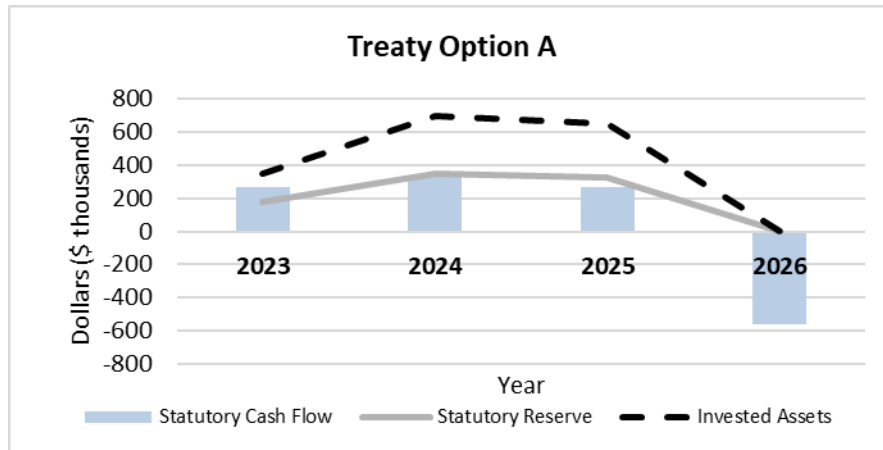 Treaty Option A
800
600
400
200
0
-200
-400
-600
-800
Dollars ($ thousands)
2023 2024 2025 2026
Year
Statutory Cash Flow Statutory Reserve Invested Assets